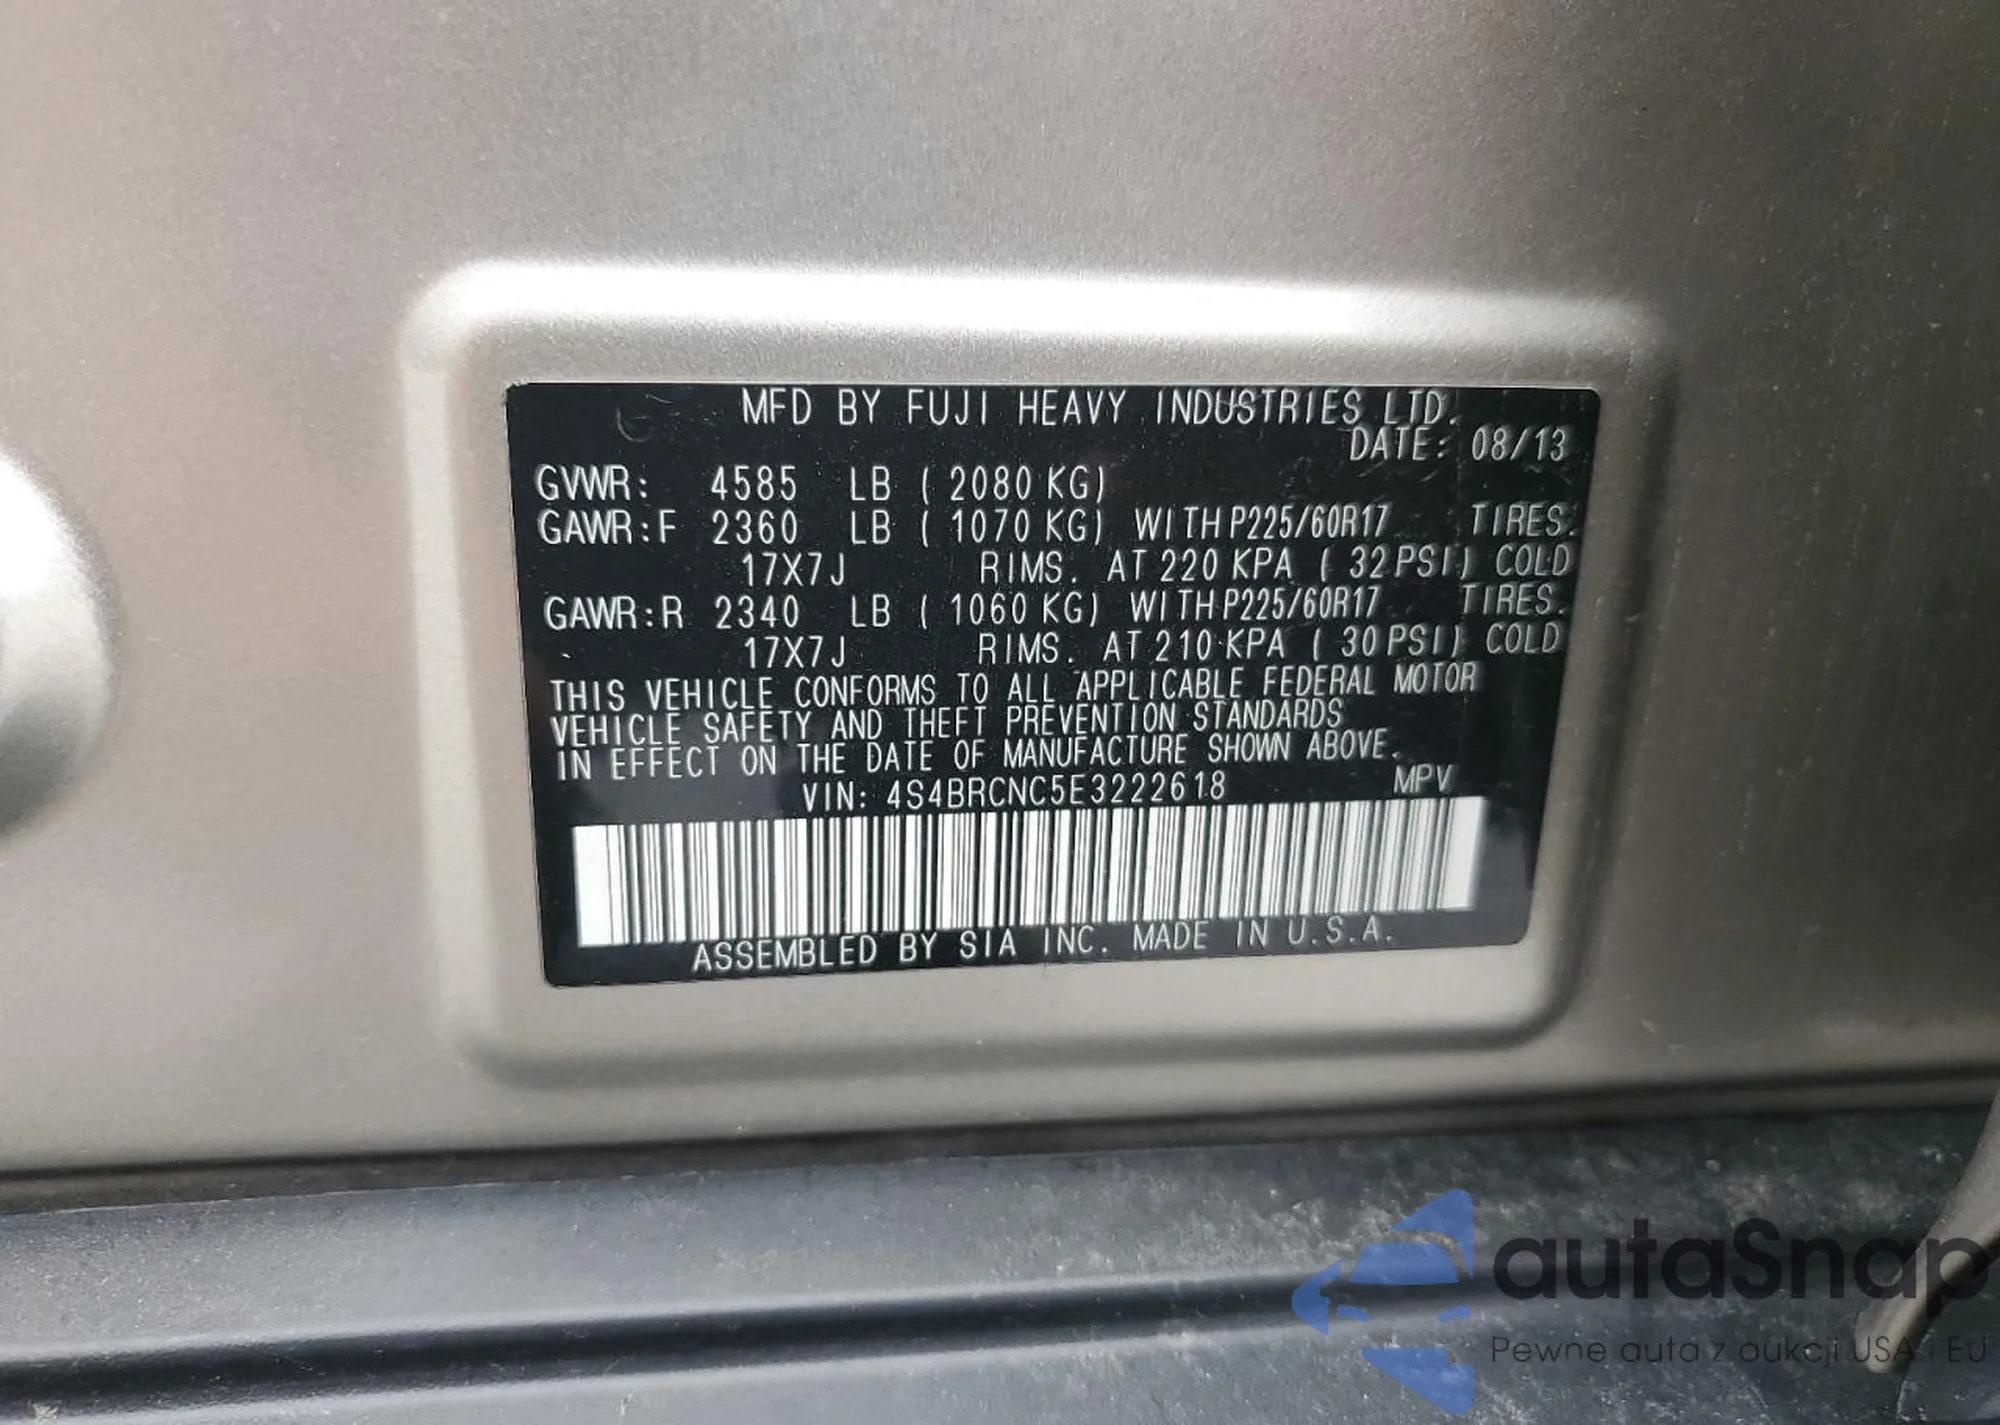 MFD BY FUJI HEAVY INDUSTRIES LTD.
DATE: 08/13
GVWR: 4585 LB ( 2080 KG)
GAWR:F 2360 LB ( 1070 KG) WITH P225/60R17 TIRES.
17X7J RIMS. AT 220 KPA ( 32 PSI) COLD
GAWR:R 2340 LB ( 1060 KG) WITH P225/60R17 TIRES.
17X7J RIMS. AT 210 KPA ( 30 PSI) COLD
THIS VEHICLE CONFORMS TO ALL APPLICABLE FEDERAL MOTOR
VEHICLE SAFETY AND THEFT PREVENTION STANDARDS
IN EFFECT ON THE DATE OF MANUFACTURE SHOWN ABOVE.
VIN: 4S4BRCNC5E3222618 MPV
ASSEMBLED BY SIA INC. MADE IN U.S.A.
autaSnap
Pewne auta z aukcji USA i EU